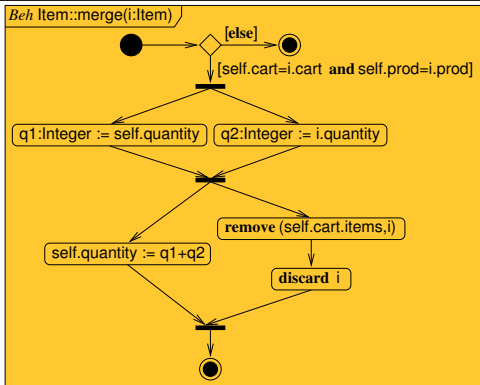 Beh Item::merge(i:Item)
[else]
[self.cart=i.cart and self.prod=i.prod]
q1:Integer := self.quantity
q2:Integer := i.quantity
remove (self.cart.items,i)
self.quantity := q1+q2
discard i